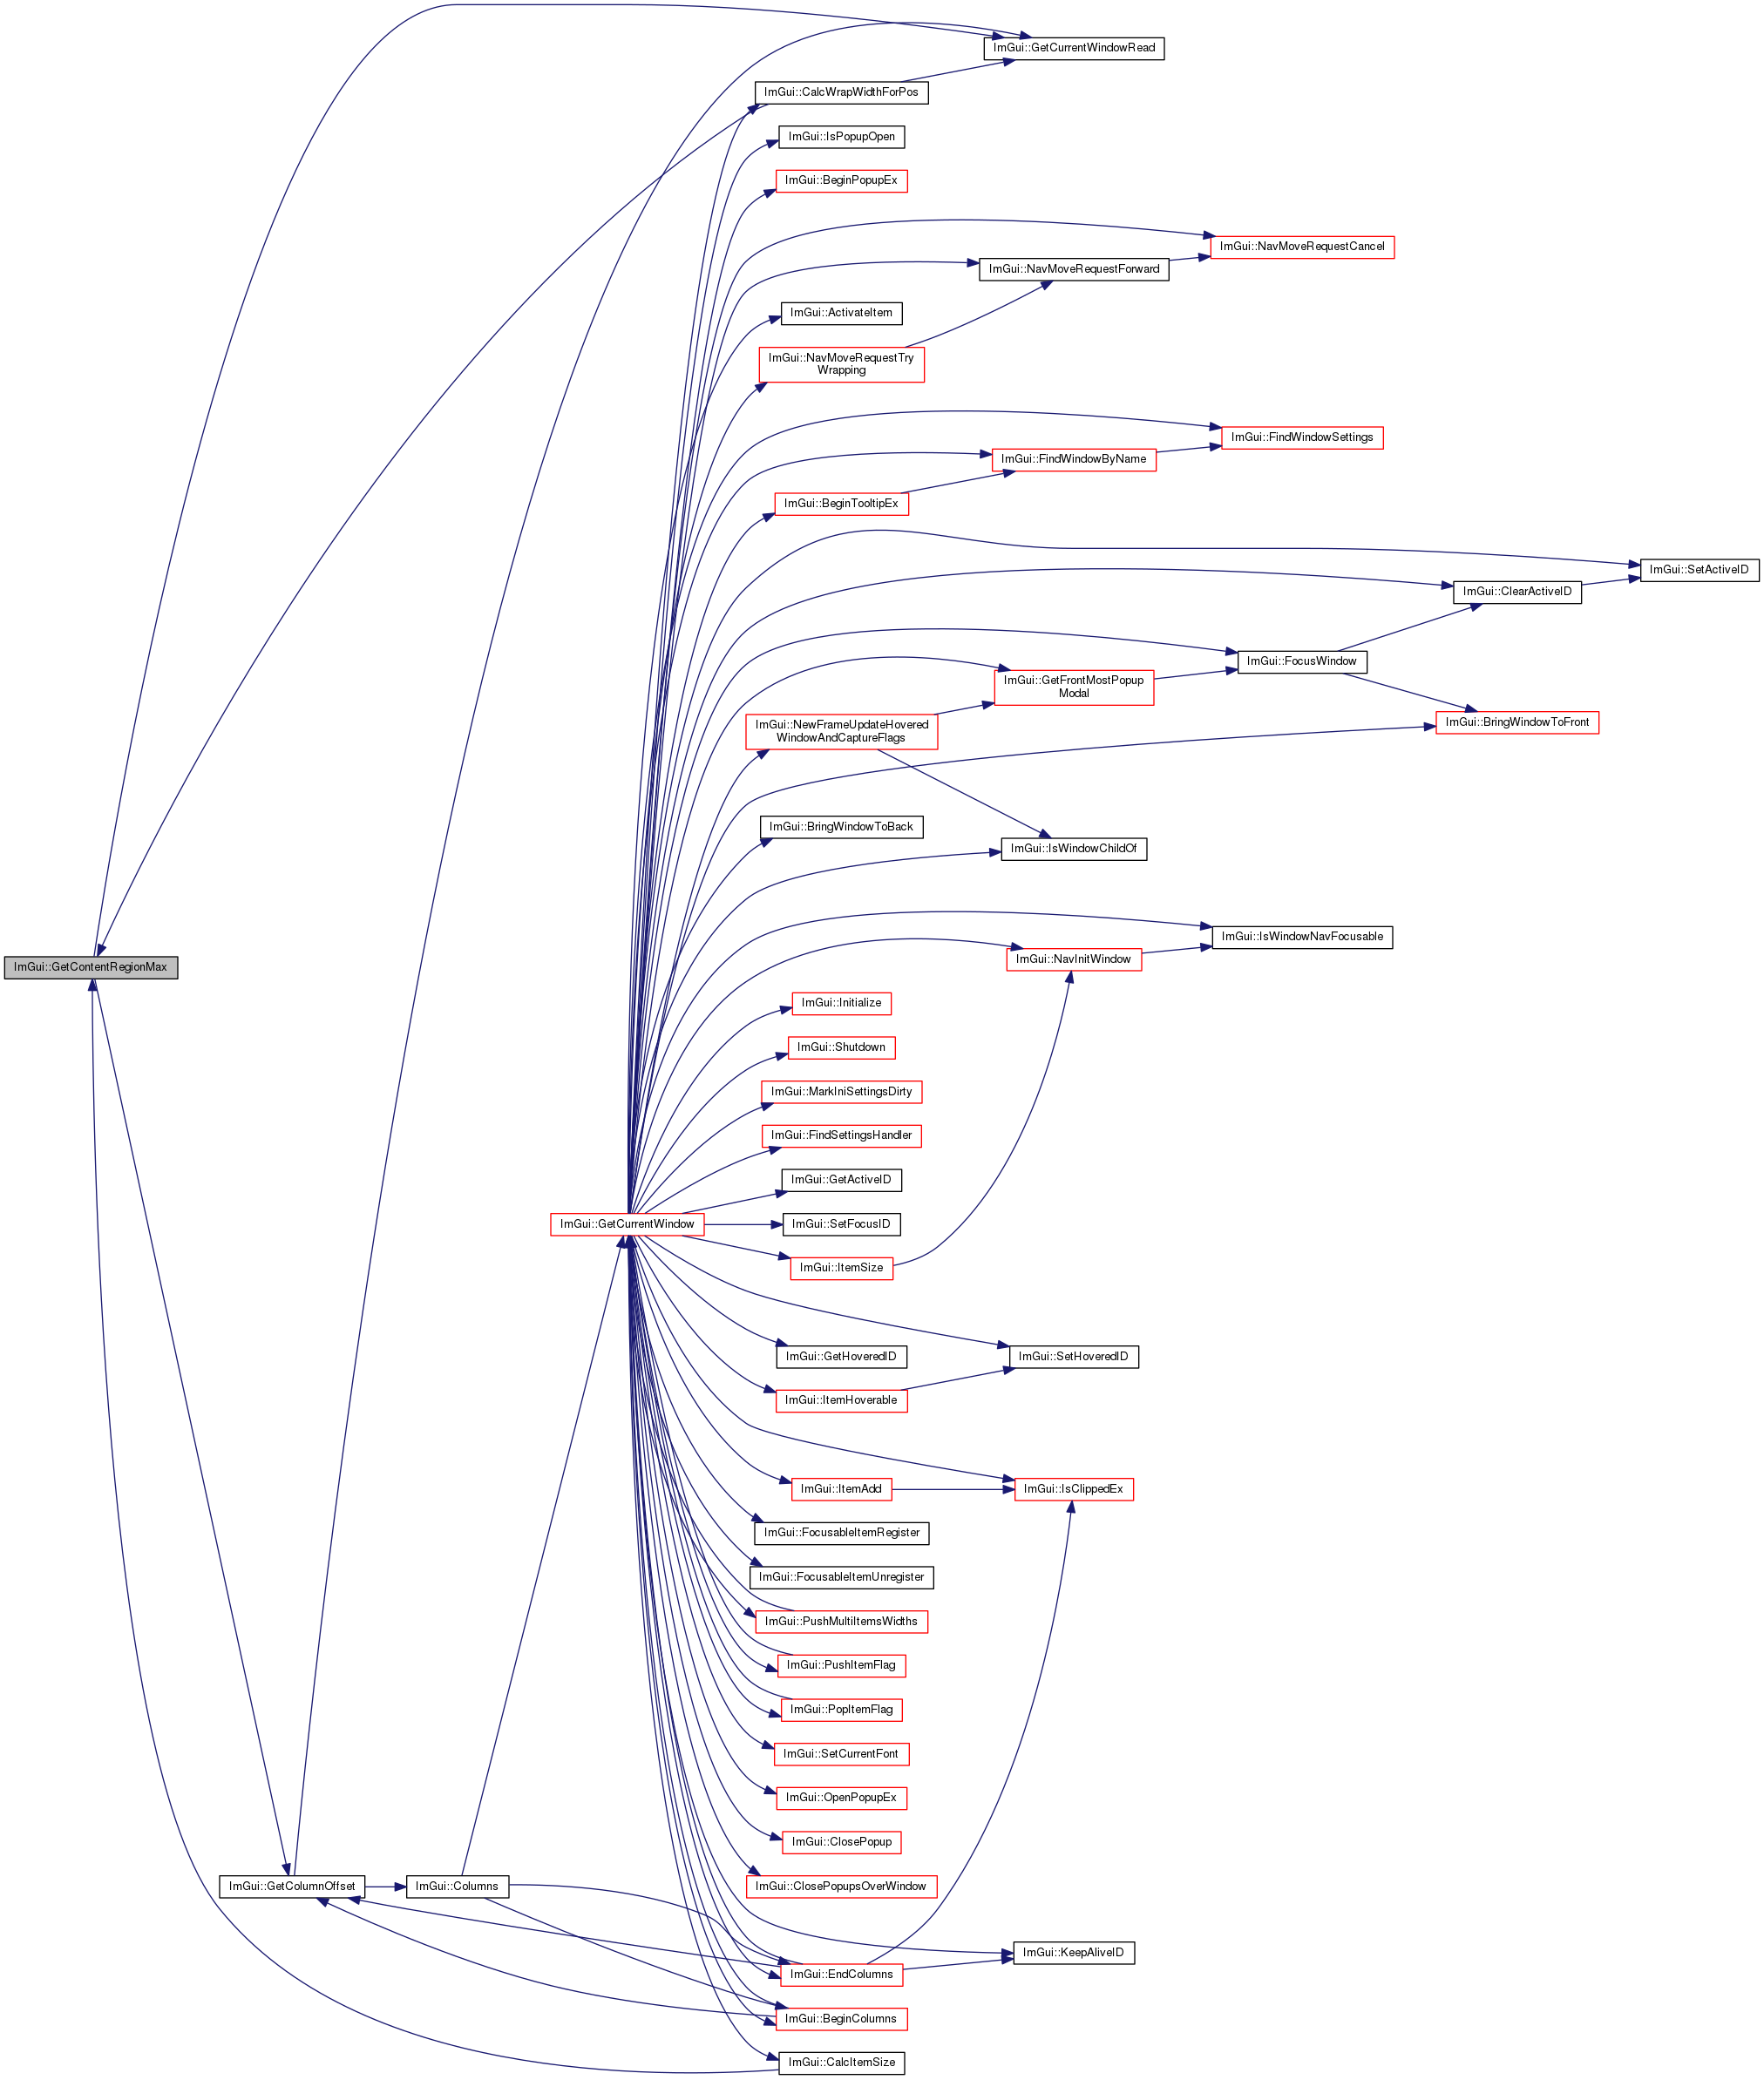 ImGui::GetCurrentWindowRead
ImGui::CalcWrapWidthForPos
ImGui::IsPopupOpen
ImGui::BeginPopupEx
ImGui::NavMoveRequestCancel
ImGui::NavMoveRequestForward
ImGui::ActivateItem
ImGui::NavMoveRequestTry
Wrapping
ImGui::FindWindowSettings
ImGui::FindWindowByName
ImGui::BeginTooltipEx
ImGui::SetActiveID
ImGui::ClearActiveID
ImGui::FocusWindow
ImGui::GetFrontMostPopup
Modal
ImGui::NewFrameUpdateHovered
WindowAndCaptureFlags
ImGui::BringWindowToFront
ImGui::BringWindowToBack
ImGui::IsWindowChildOf
ImGui::IsWindowNavFocusable
ImGui::NavInitWindow
ImGui::GetContentRegionMax
ImGui::Initialize
ImGui::Shutdown
ImGui::MarkIniSettingsDirty
ImGui::FindSettingsHandler
ImGui::GetActiveID
ImGui::GetCurrentWindow
ImGui::SetFocusID
ImGui::ItemSize
ImGui::GetHoveredID
ImGui::SetHoveredID
ImGui::ItemHoverable
ImGui::ItemAdd
ImGui::IsClippedEx
ImGui::FocusableItemRegister
ImGui::FocusableItemUnregister
ImGui::PushMultiItemsWidths
ImGui::PushItemFlag
ImGui::PopItemFlag
ImGui::SetCurrentFont
ImGui::OpenPopupEx
ImGui::ClosePopup
ImGui::GetColumnOffset
ImGui::Columns
ImGui::ClosePopupsOverWindow
ImGui::KeepAliveID
ImGui::EndColumns
ImGui::BeginColumns
ImGui::CalcItemSize